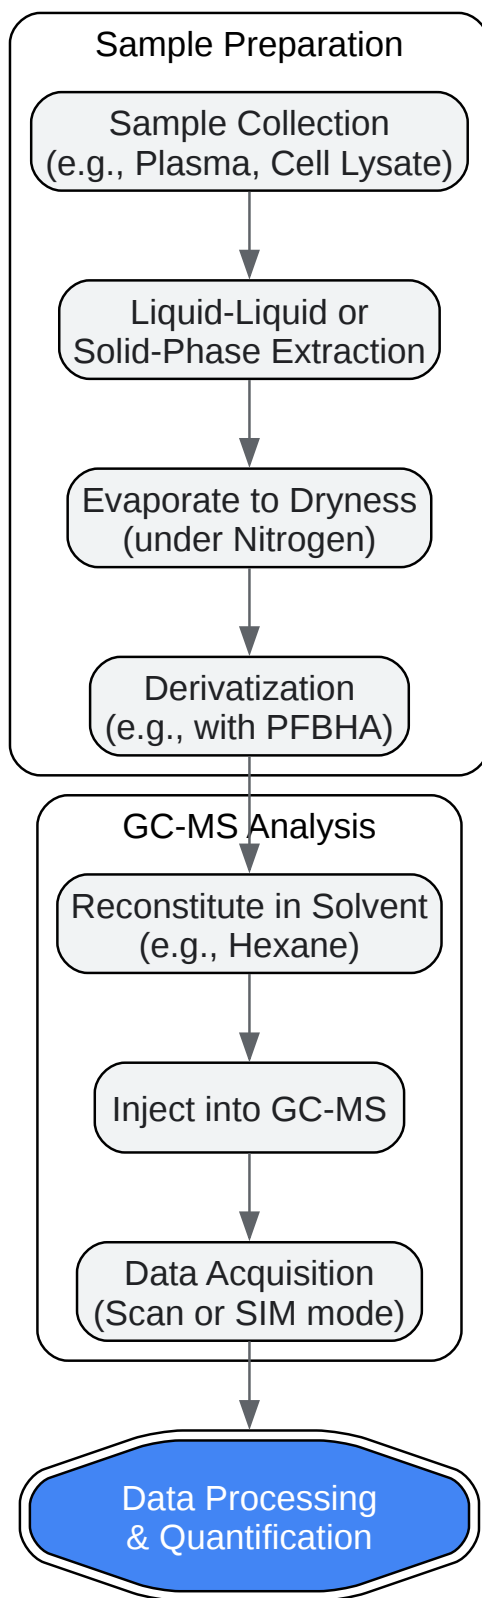 Sample Preparation
Sample Collection
(e.g., Plasma, Cell Lysate)
Liquid-Liquid or
Solid-Phase Extraction
Evaporate to Dryness
(under Nitrogen)
Derivatization
(e.g., with PFBHA)
GC-MS Analysis
Reconstitute in Solvent
(e.g., Hexane)
Inject into GC-MS
Data Acquisition
(Scan or SIM mode)
Data Processing
& Quantification